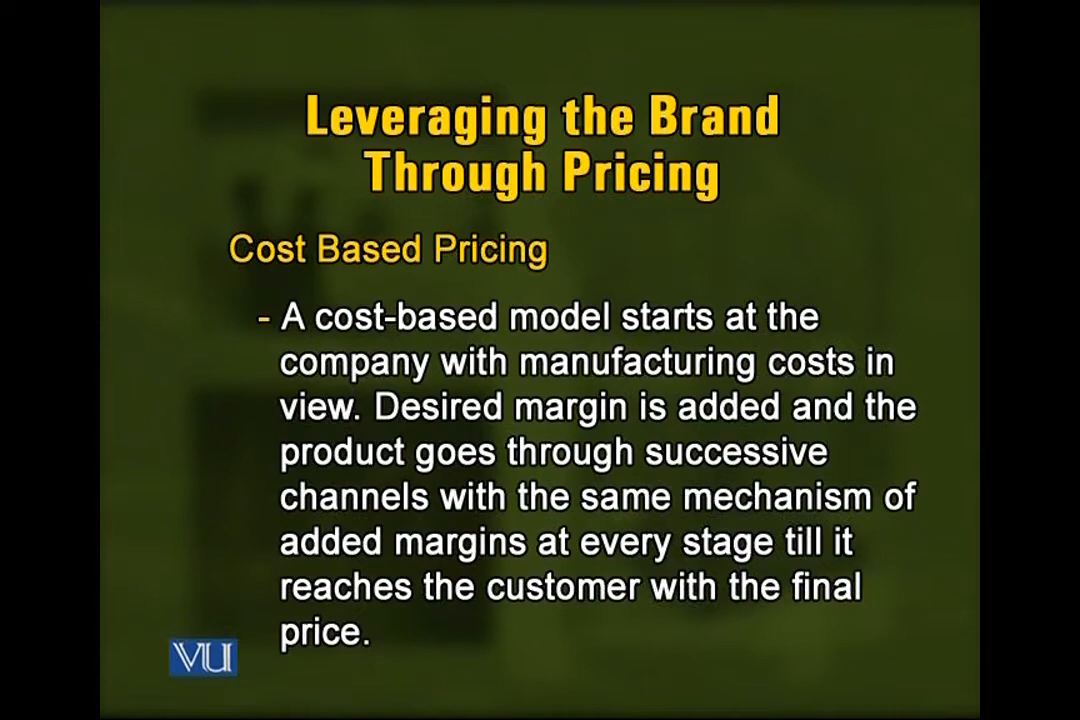 Leveraging the Brand
Through Pricing
Cost Based Pricing
- A cost-based model starts at the
company with manufacturing costs in
view. Desired margin is added and the
product goes through successive
channels with the same mechanism of
added margins at every stage till it
reaches the customer with the final
price.
VU